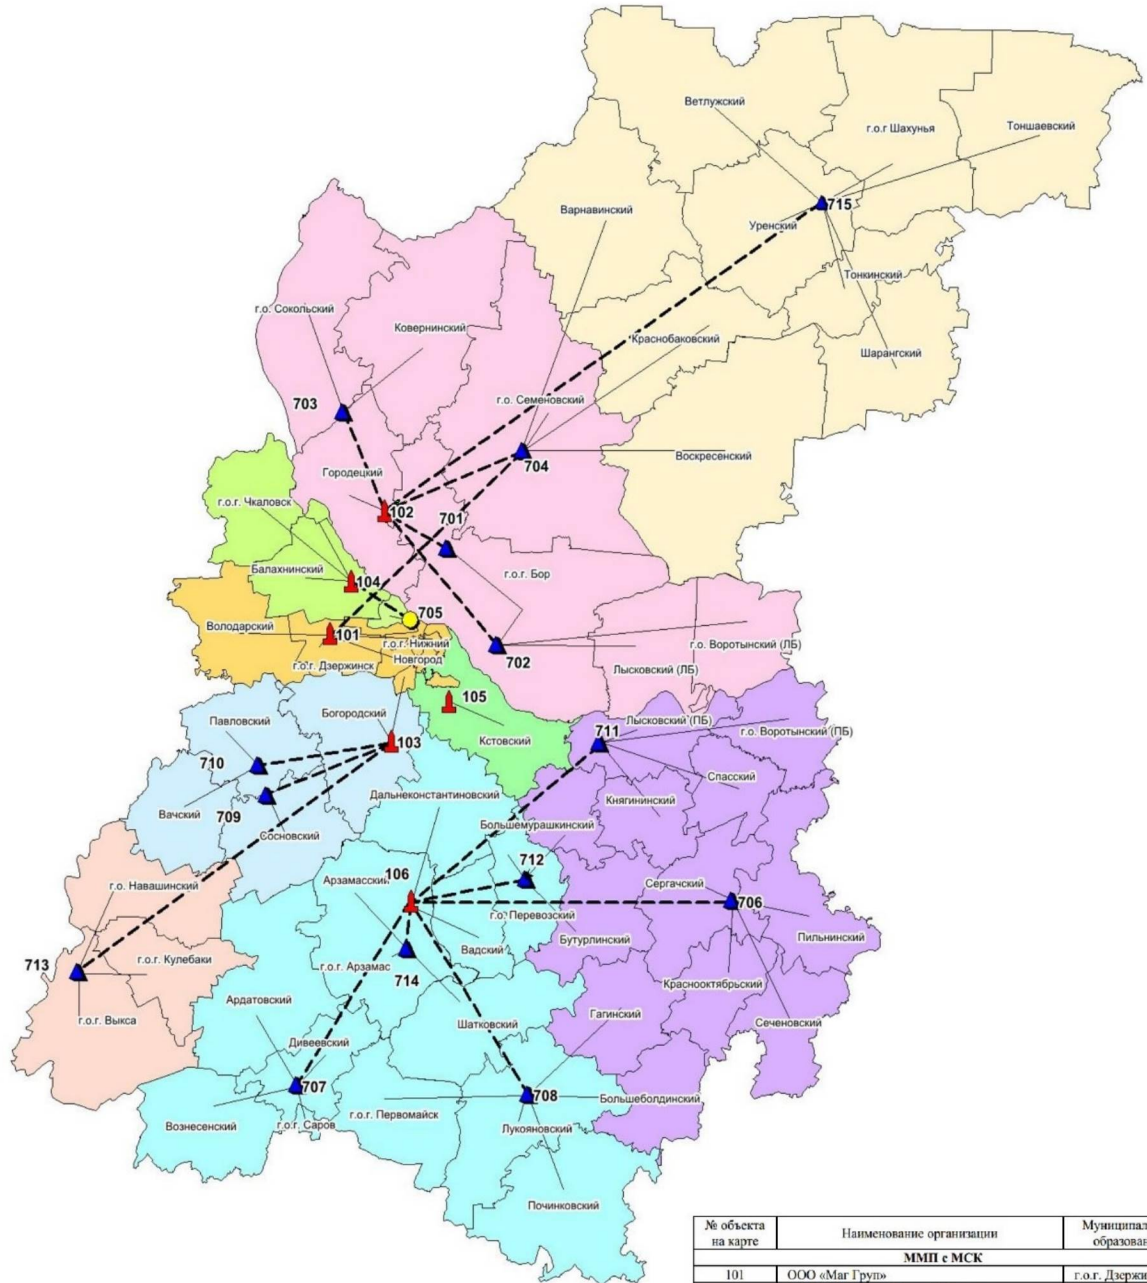 Ветлужский
г.о.г Шахунья
Тоншаевский
Варнавинский
715
Уренский
Тонкинский
г.о. Сокольский
Ковернинский
Краснобаковский
Шарангский
703
г.о. Семеновский
Воскресенский
704
Городецкий
102
701
г.о.г. Чкаловск
г.о.г. Бор
Балахнинский
104
705
Володарский
101
г.о.г. Нижний
Новгород
г.о.г. Дзержинск
702
г.о. Воротынский (ЛБ)
Лысковский (ЛБ)
105
Богородский
Павловский
103
Кстовский
Лысковский (ПБ)
711
г.о. Воротынский (ПБ)
710
Спасский
Дальнеконстантиновский
Княгининский
Вачский
709
Сосновский
Большемурашкинский
712
106
Арзамасский
г.о. Навашинский
Сергачский
706
г.о. Перевозский
Пильнинский
Бутурлинский
Вадский
713
г.о.г. Кулебаки
г.о.г. Арзамас
714
Краснооктябрьский
Ардатовский
г.о.г. Выкса
Гагинский
Шатковский
Сеченовский
Дивеевский
707
708
Большеболдинский
г.о.г. Первомайск
Вознесенский
г.о.г. Саров
Лукояновский
Починковский
№ объекта на карте Наименование организации
ММП с МСК
101 ООО «Маг Груп» г.о.г.